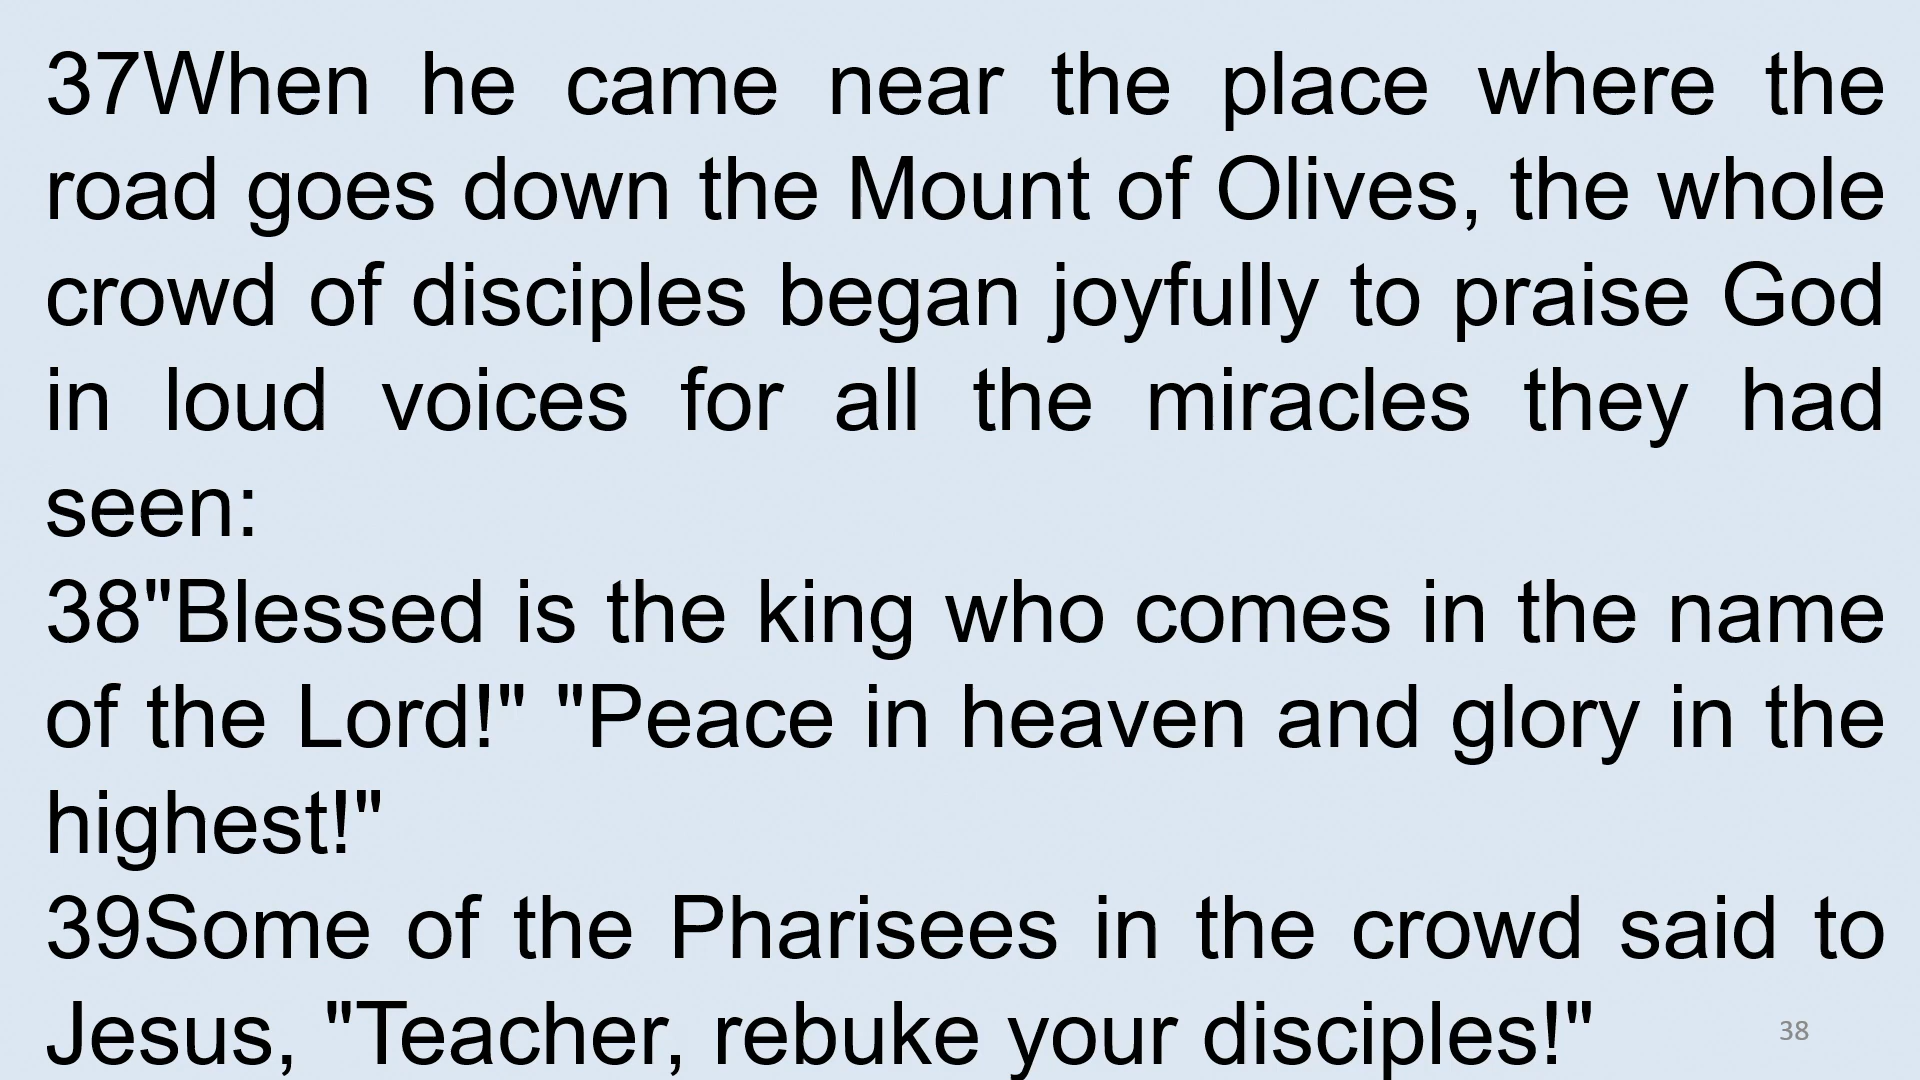 37When he came near the place where the
road goes down the Mount of Olives, the whole
crowd of disciples began joyfully to praise God
in loud voices for all the miracles they had
seen:
38"Blessed is the king who comes in the name
of the Lord!" "Peace in heaven and glory in the
highest!"
39Some of the Pharisees in the crowd said to
Jesus, "Teacher, rebuke your disciples!"
38